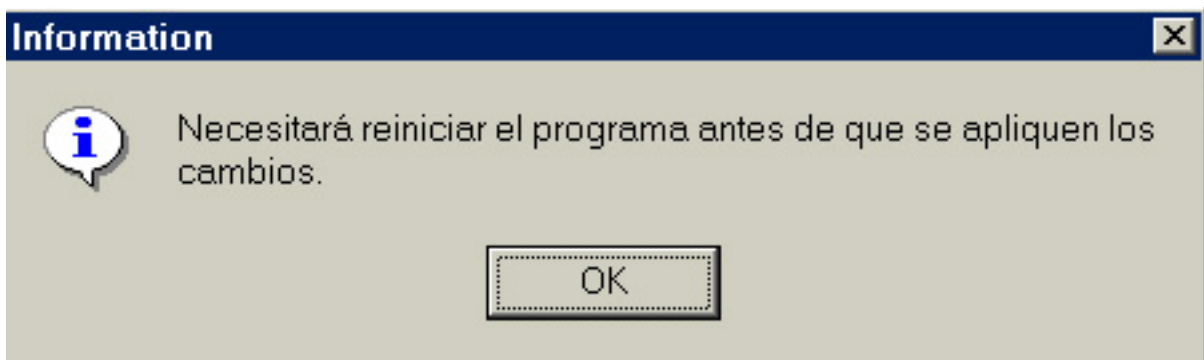 Information
Necesitará reiniciar el programa antes de que se apliquen los
cambios.
OK